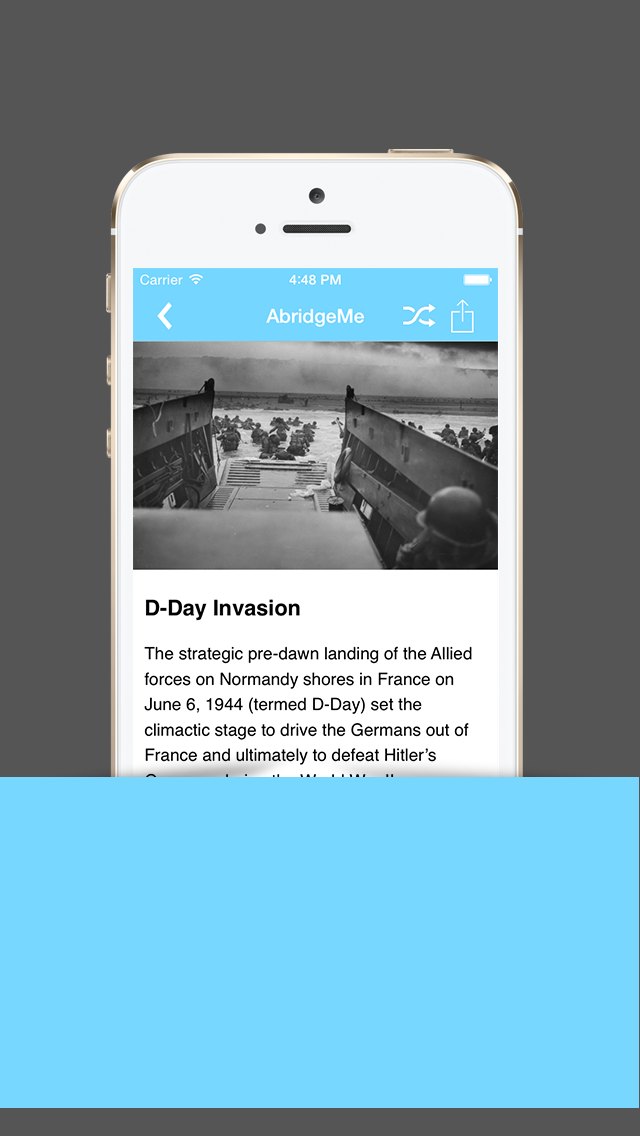 Carrier 4:48 PM
AbridgeMe
D-Day Invasion
The strategic pre-dawn landing of the Allied
forces on Normandy shores in France on
June 6, 1944 (termed D-Day) set the
climactic stage to drive the Germans out of
France and ultimately to defeat Hitler’s